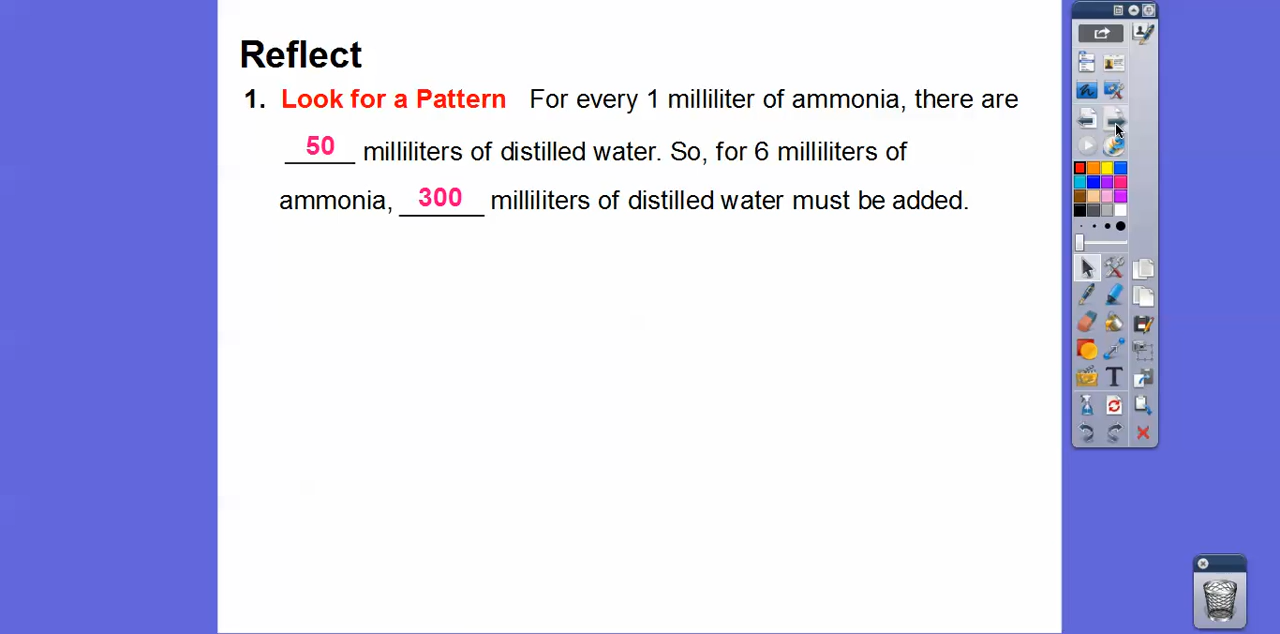 Reflect
1. Look for a Pattern For every 1 milliliter of ammonia, there are
50 milliliters of distilled water. So, for 6 milliliters of
ammonia, 300 milliliters of distilled water must be added.
T